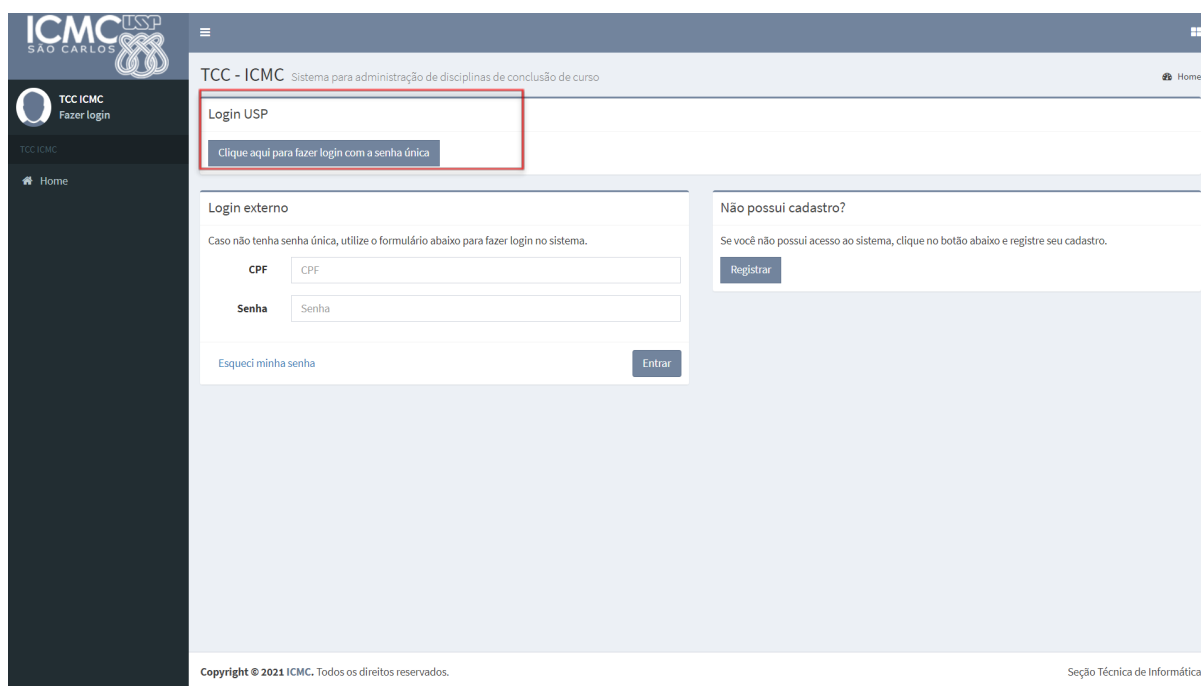 ICMC USP
SÃO CARLOS
TCC ICMC
Fazer login
TCC ICMC
Home
TCC - ICMC Sistema para administração de disciplinas de conclusão de curso
Home
Login USP
Clique aqui para fazer login com a senha única
Login externo
Caso não tenha senha única, utilize o formulário abaixo para fazer login no sistema.
CPF CPF
Senha Senha
Esqueci minha senha Entrar
Não possui cadastro?
Se você não possui acesso ao sistema, clique no botão abaixo e registre seu cadastro.
Registrar
Copyright © 2021 ICMC. Todos os direitos reservados.
Seção Técnica de Informática